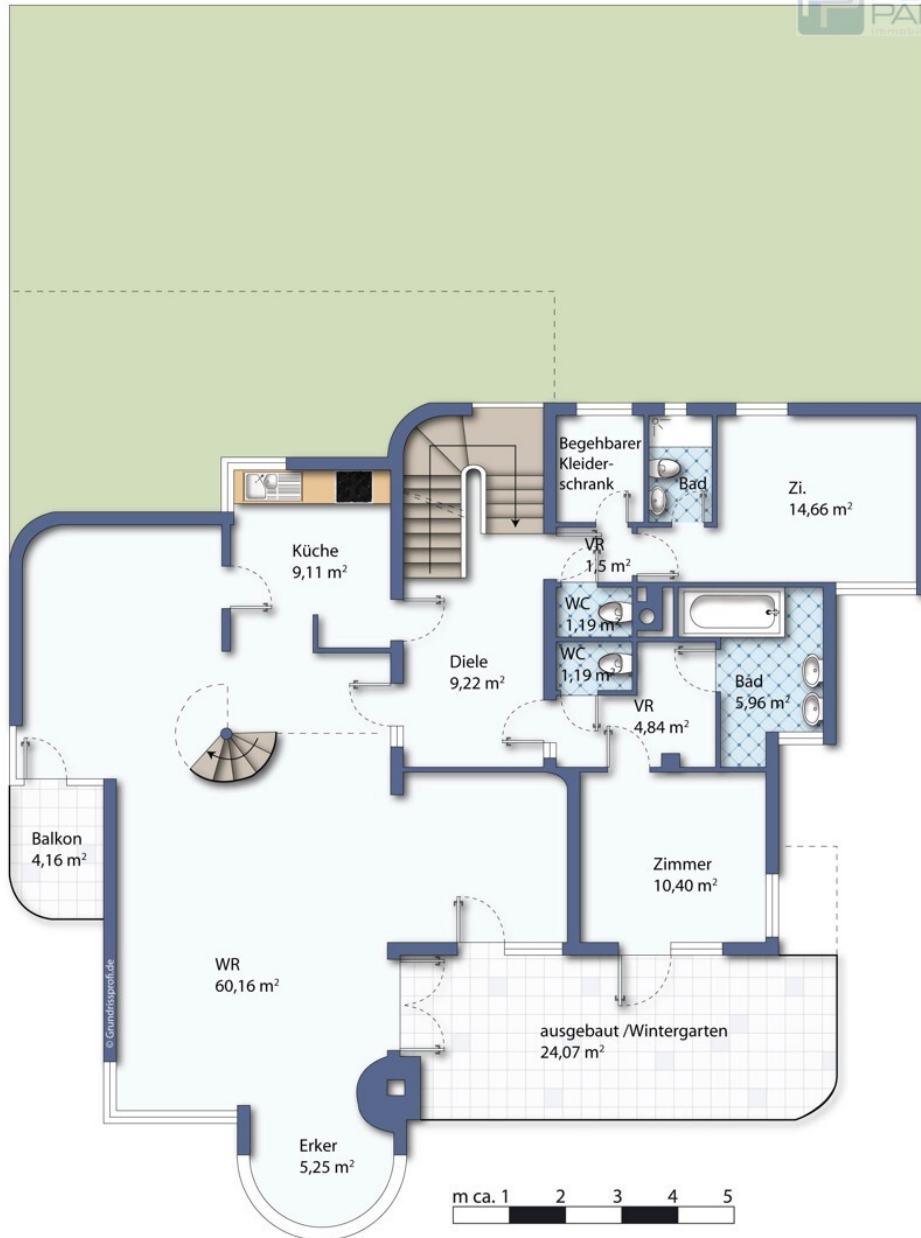 Begehbarer
Kleider-
schrank
Bad
Zi.
14,66 m²
Küche
9,11 m²
VR
1,5 m²
WC
1,19 m²
Diele
9,22 m²
WC
1,19 m²
VR
4,84 m²
Bad
5,96 m²
Balkon
4,16 m²
Zimmer
10,40 m²
WR
60,16 m²
© Grundrissprofi.de
ausgebaut /Wintergarten
24,07 m²
Erker
5,25 m²
m ca. 1 2 3 4 5